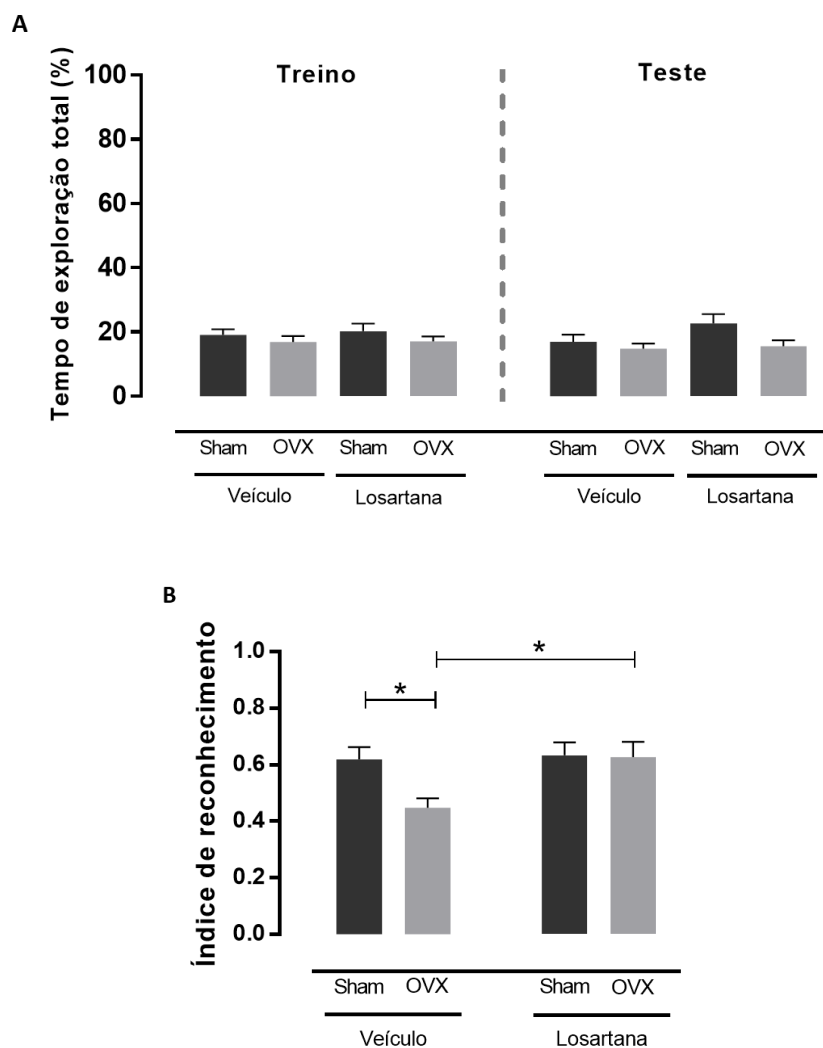 A
Tempo de exploração total (%)
Treino
Teste
100
80
60
40
20
0
Sham OVX Sham OVX Sham OVX Sham OVX
Veículo Losartana Veículo Losartana
B
Índice de reconhecimento
1.0
0.8
0.6
0.4
0.2
0.0
*
*
Sham OVX Sham OVX
Veículo Losartana